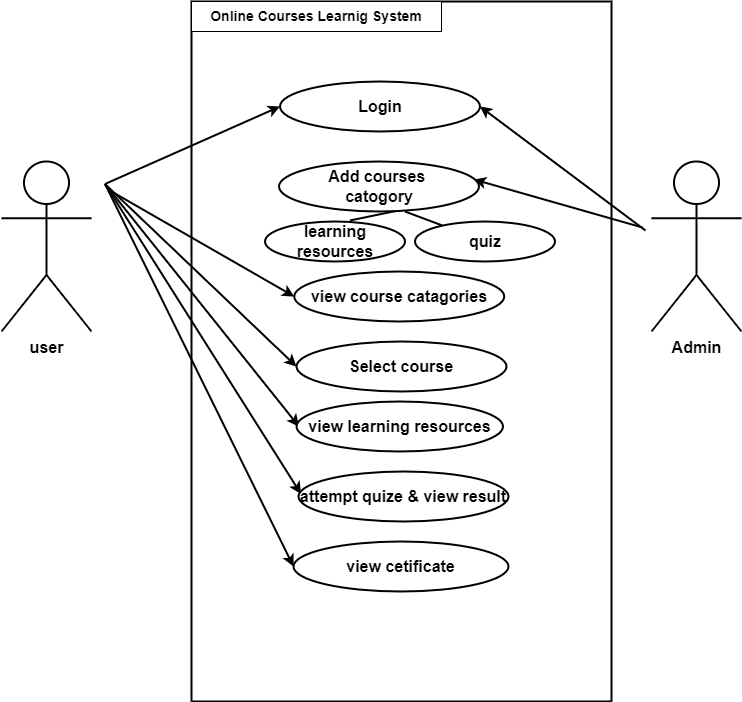 Online Courses Learnig System
Login
Add courses
catogory
learning
resources
quiz
view course catagories
user
Admin
Select course
view learning resources
attempt quize & view result
view cetificate